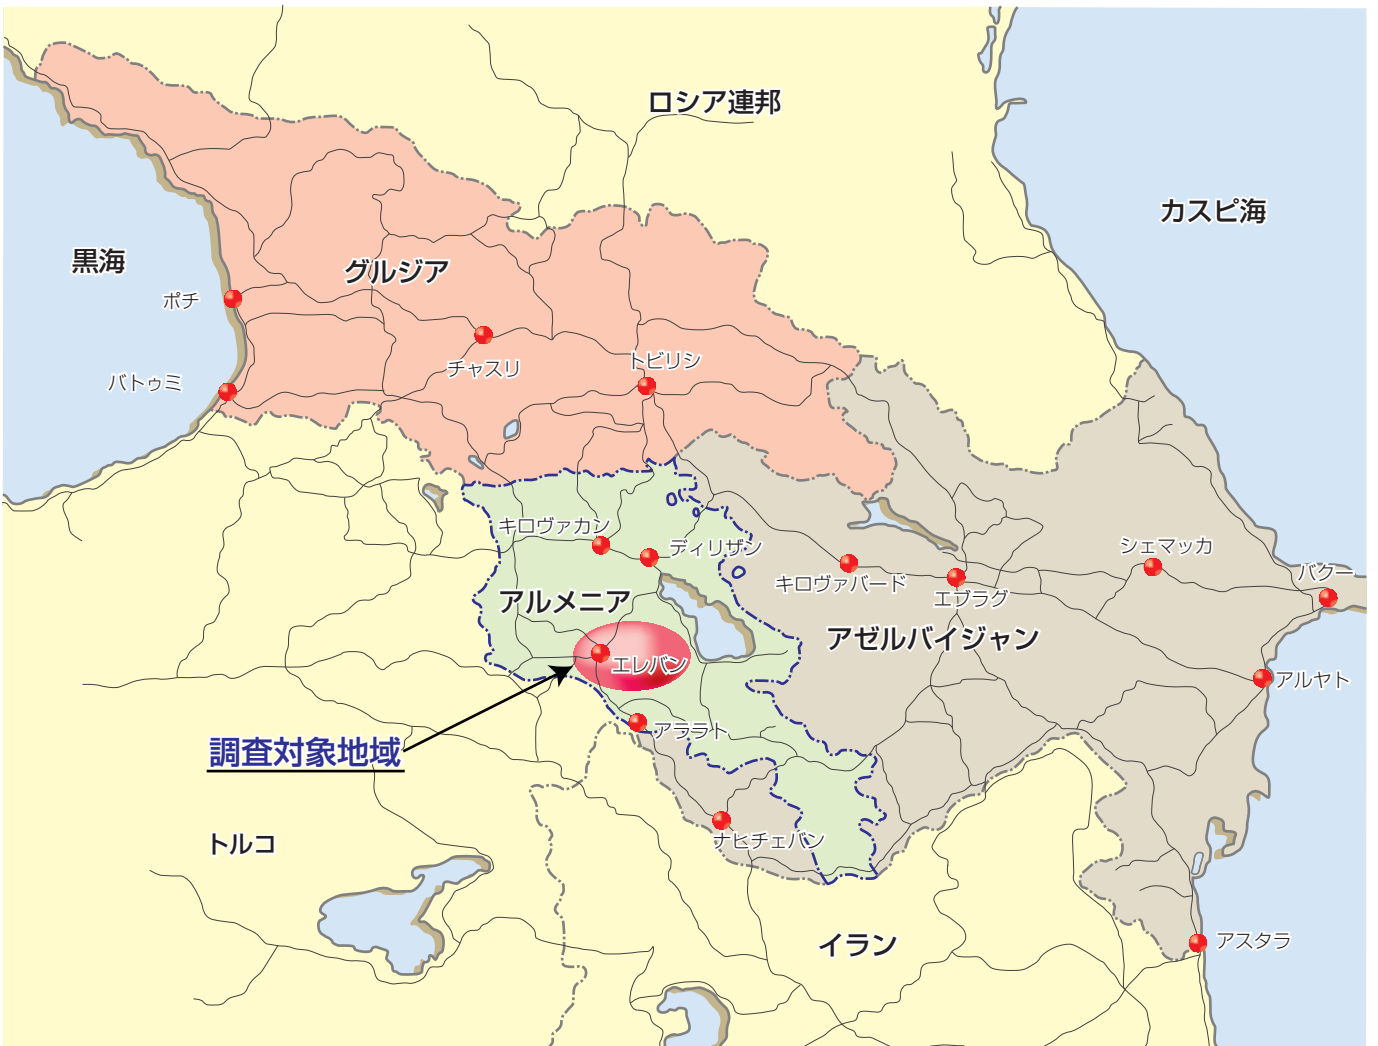 ロシア連邦
カスピ海
黒海
グルジア
ポチ
チャスリ
トビリシ
バトゥミ
キロヴァカン
ディリザン
シェマッカ
キロヴァバード
エブラグ
バクー
アルメニア
アゼルバイジャン
エレバン
アルヤト
アララト
調査対象地域
ナヒチェバン
トルコ
イラン
アスタラ